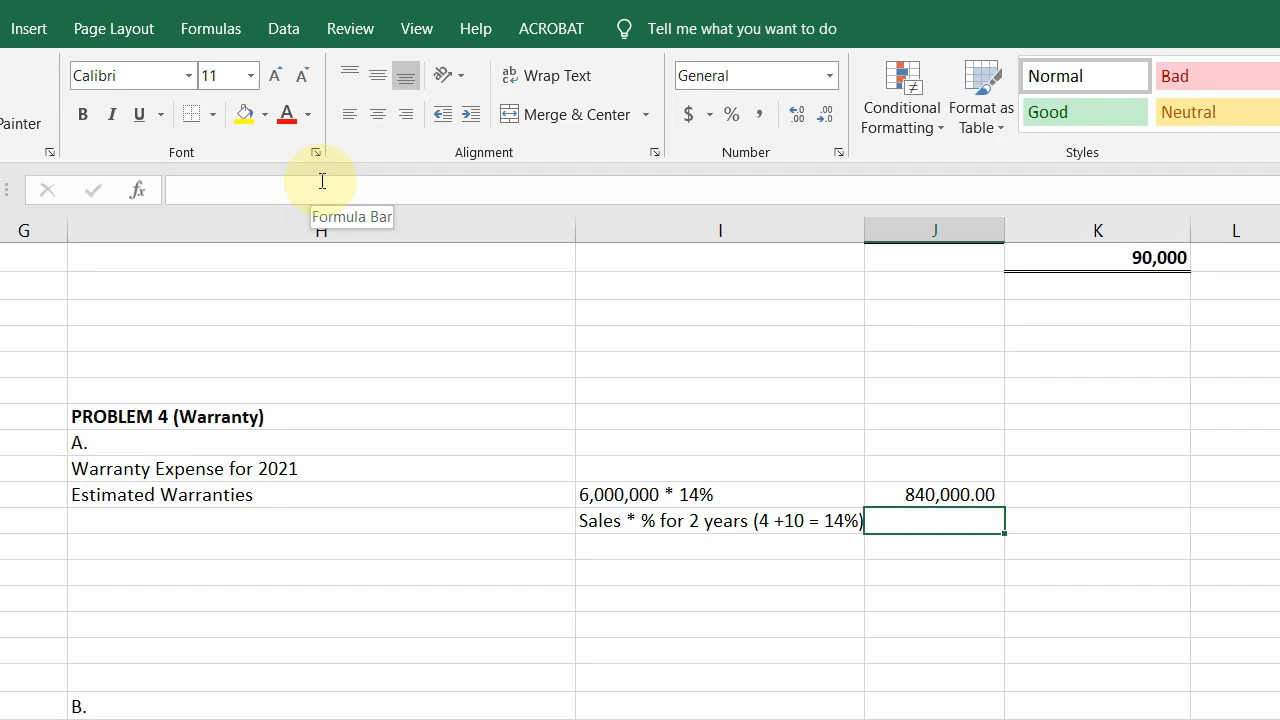 Insert Page Layout Formulas Data Review View Help ACROBAT Tell me what you want to do
Calibri 11 A A ab Wrap Text General Normal Bad
Painter B I U A Merge & Center $ % , .00 .00 Conditional Formatting Format as Table Good Neutral
Font Alignment Number Styles
fx
Formula Bar
G H I J K L
90,000
PROBLEM 4 (Warranty)
A.
Warranty Expense for 2021
Estimated Warranties 6,000,000 * 14% 840,000.00
Sales * % for 2 years (4 +10 = 14%)
B.